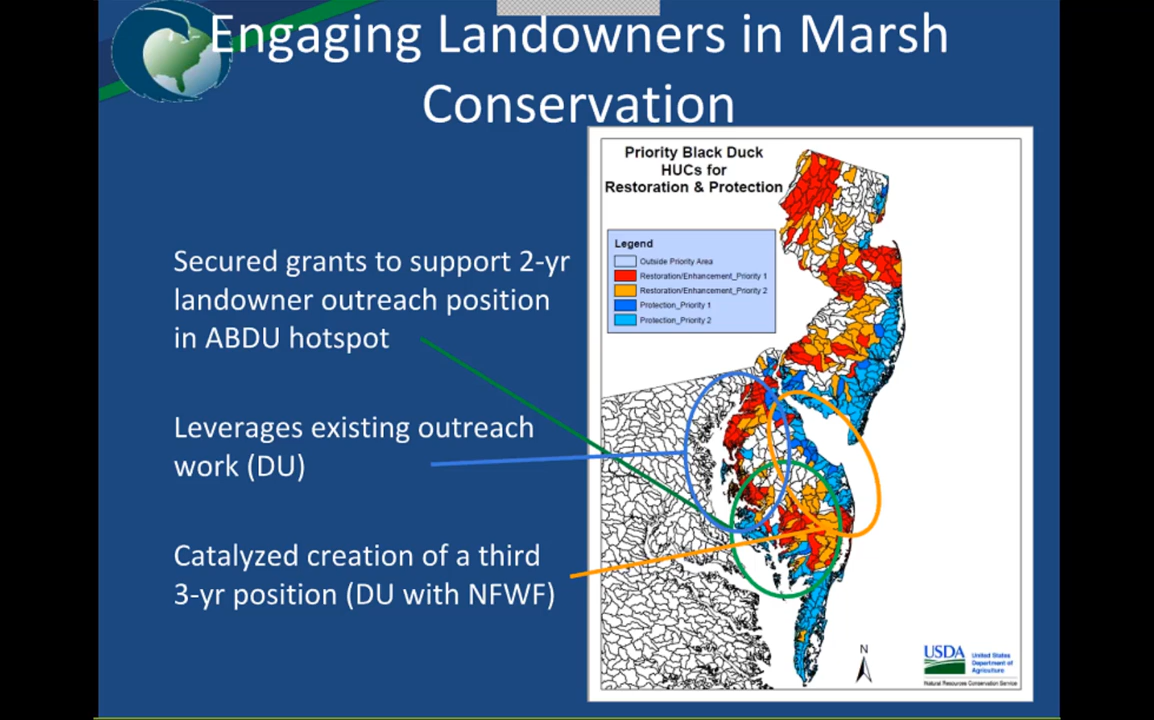 Engaging Landowners in Marsh
Conservation
Secured grants to support 2-yr
landowner outreach position
in ABDU hotspot
Leverages existing outreach
work (DU)
Catalyzed creation of a third
3-yr position (DU with NFWF)
Priority Black Duck
HUCs for
Restoration & Protection
Legend
Outside Priority Area
Restoration/Enhancement_Priority 1
Restoration/Enhancement_Priority 2
Protection_Priority 1
Protection_Priority 2
N
USDA
United States
Department of
Agriculture
Natural Resources Conservation Service